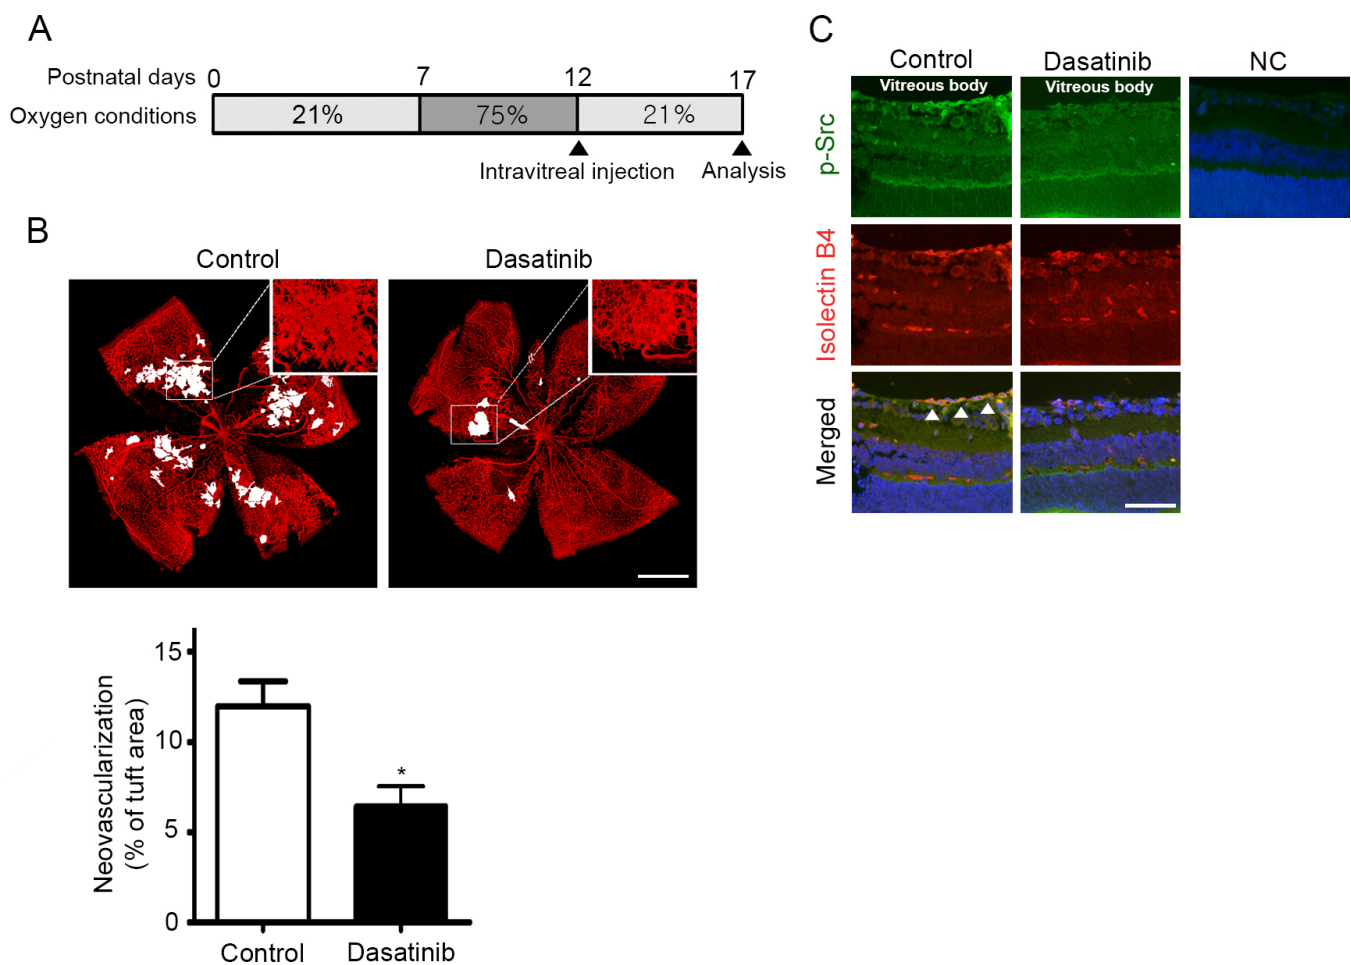 A
Postnatal days 0 7 12 17
Oxygen conditions 21% 75% 21%
Intravitreal injection Analysis
B
Control Dasatinib
Neovascularization
(% of tuft area)
15
10
5
0
*
Control Dasatinib
C
Control Dasatinib NC
Vitreous body Vitreous body
p-Src
Isolectin B4
Merged